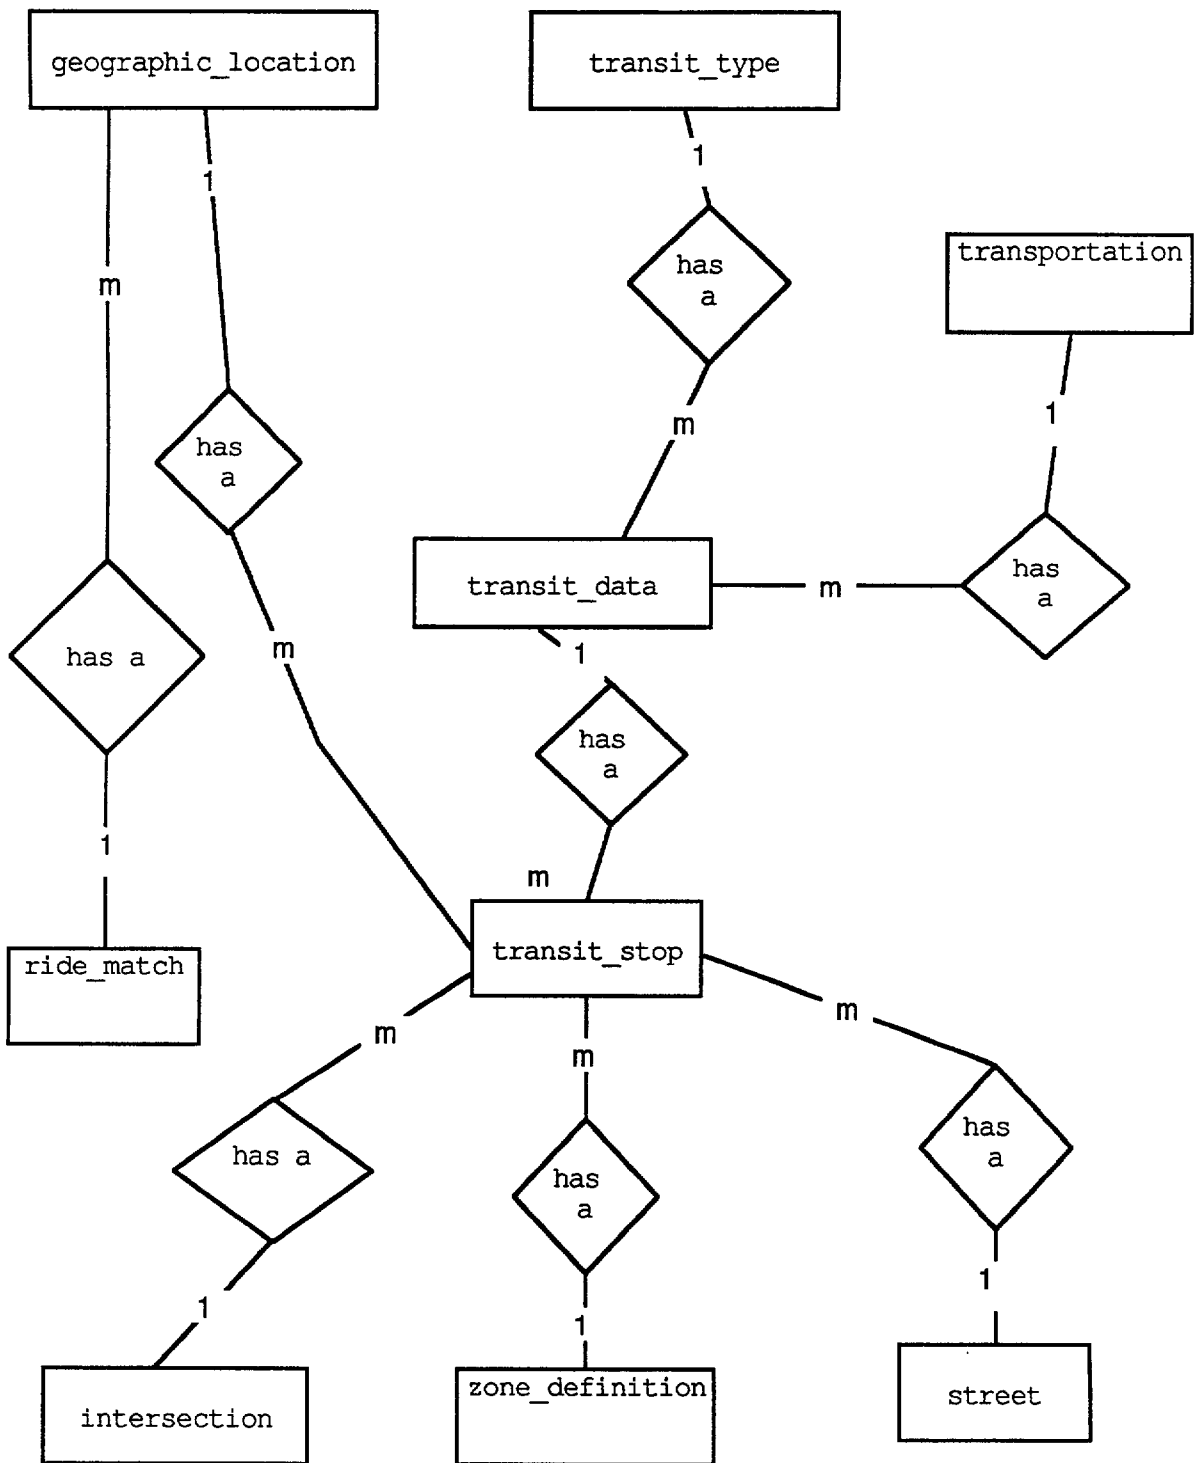 geographic_location
transit_type
1
1
transportation
has
a
m
1
m
has
a
transit_data
m
has
a
m
1
has a
has
a
1
m
transit_stop
ride_match
m
m
m
has a
has
a
has
a
1
1
1
intersection
zone_definition
street